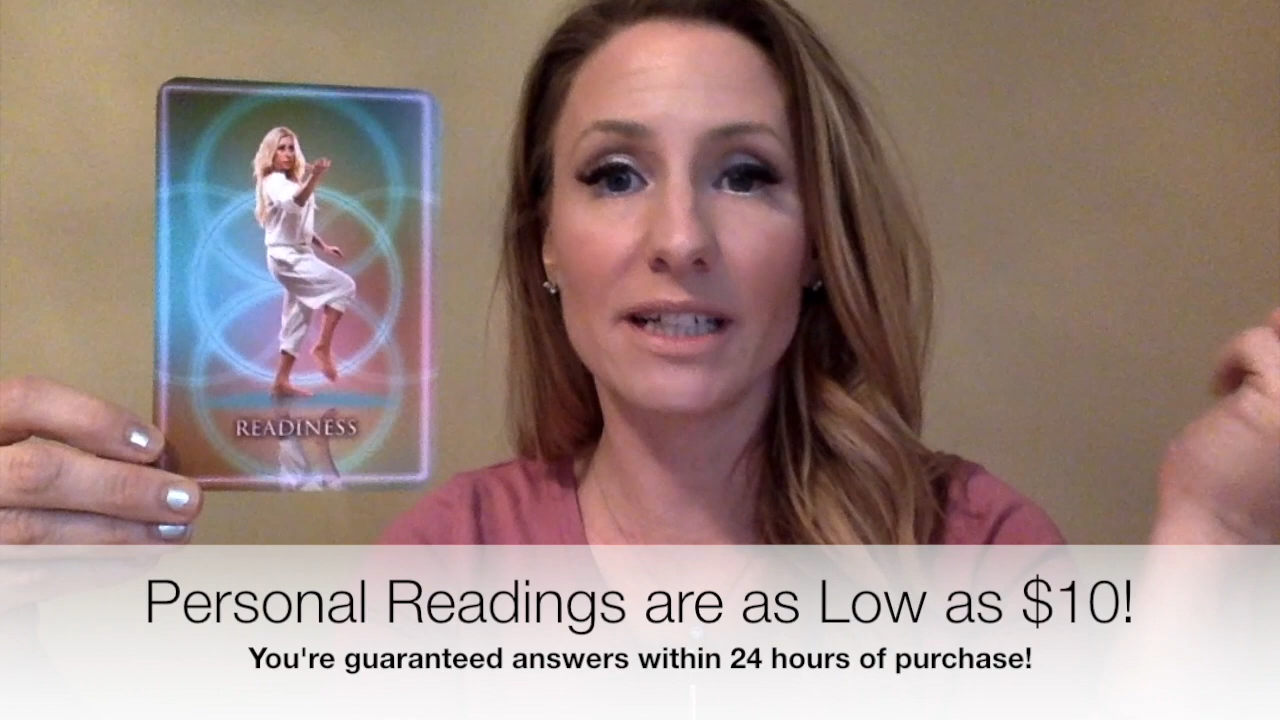 READINESS
Personal Readings are as Low as $10!
You're guaranteed answers within 24 hours of purchase!